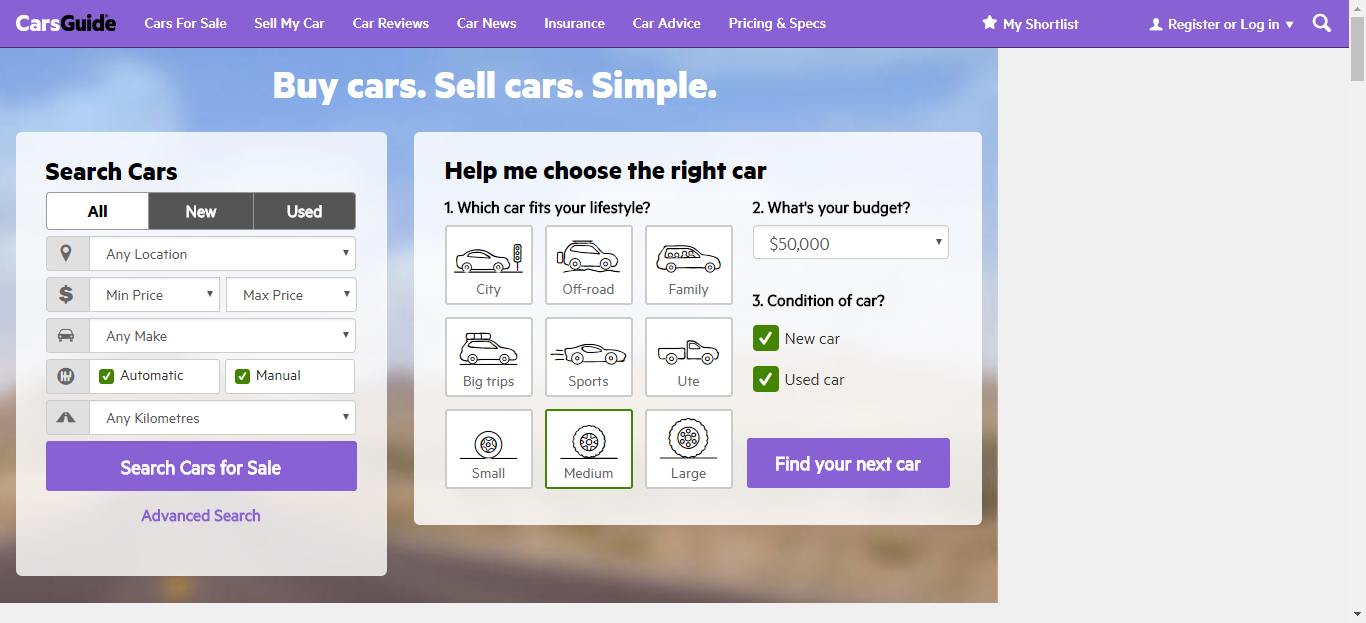 CarsGuide Cars For Sale Sell My Car Car Reviews Car News Insurance Car Advice Pricing & Specs My Shortlist Register or Log in
Buy cars. Sell cars. Simple.
Search Cars
All New Used
Any Location
Min Price Max Price
Any Make
Automatic Manual
Any Kilometres
Search Cars for Sale
Advanced Search
Help me choose the right car
1. Which car fits your lifestyle?
City Off-road Family
Big trips Sports Ute
Small Medium Large
2. What's your budget?
$50,000
3. Condition of car?
New car
Used car
Find your next car